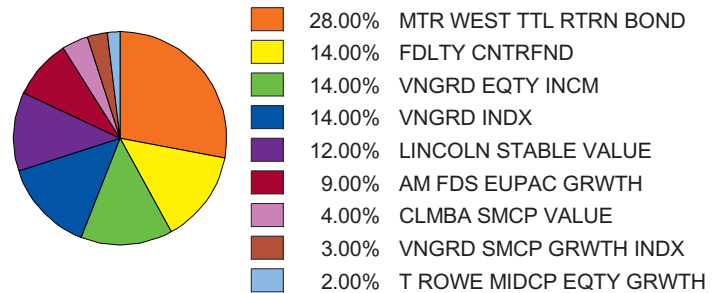 28.00% MTR WEST TTL RTRN BOND
14.00% FDLTY CNTRFND
14.00% VNGRD EQTY INCM
14.00% VNGRD INDX
12.00% LINCOLN STABLE VALUE
9.00% AM FDS EUPAC GRWTH
4.00% CLMBA SMCP VALUE
3.00% VNGRD SMCP GRWTH INDX
2.00% T ROWE MIDCP EQTY GRWTH